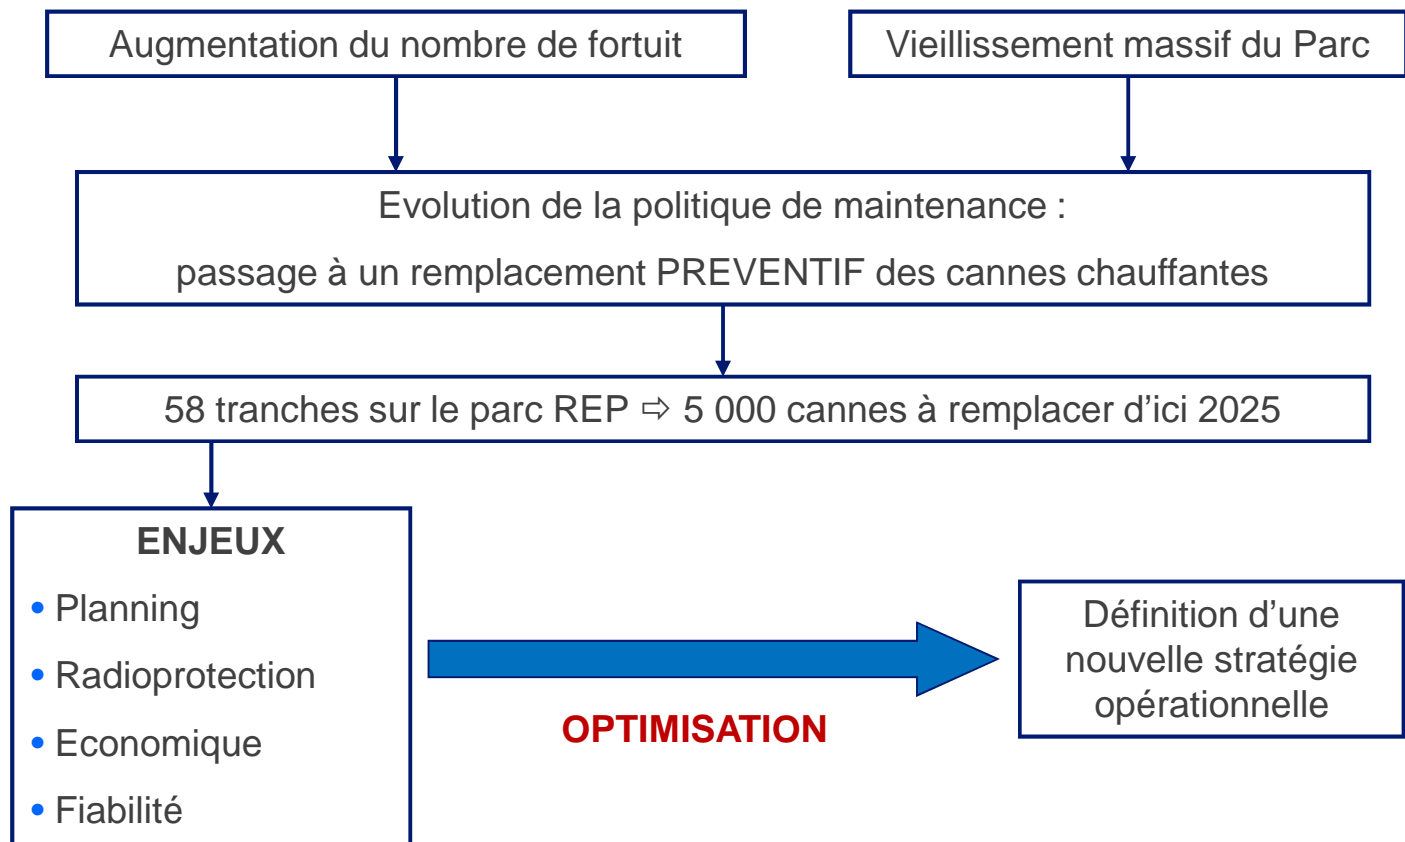 Augmentation du nombre de fortuit
Vieillissement massif du Parc
Evolution de la politique de maintenance :
passage à un remplacement PREVENTIF des cannes chauffantes
58 tranches sur le parc REP ⇨ 5 000 cannes à remplacer d’ici 2025
ENJEUX
• Planning
• Radioprotection
• Economique
• Fiabilité
OPTIMISATION
Définition d’une
nouvelle stratégie
opérationnelle